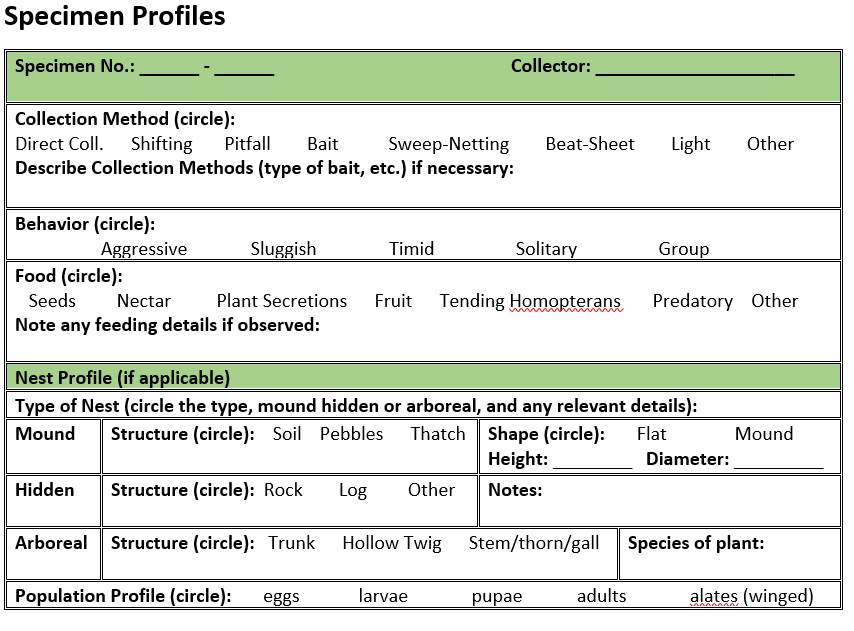 Specimen Profiles
Specimen No.: ______ - ______ Collector: ____________________
Collection Method (circle):
Direct Coll. Shifting Pitfall Bait Sweep-Netting Beat-Sheet Light Other
Describe Collection Methods (type of bait, etc.) if necessary:
Behavior (circle):
Aggressive Sluggish Timid Solitary Group
Food (circle):
Seeds Nectar Plant Secretions Fruit Tending Homopterans Predatory Other
Note any feeding details if observed:
Nest Profile (if applicable)
Type of Nest (circle the type, mound hidden or arboreal, and any relevant details):
Mound Structure (circle): Soil Pebbles Thatch Shape (circle): Flat Mound
Height: ________ Diameter: _________
Hidden Structure (circle): Rock Log Other Notes:
Arboreal Structure (circle): Trunk Hollow Twig Stem/thorn/gall Species of plant:
Population Profile (circle): eggs larvae pupae adults alates (winged)